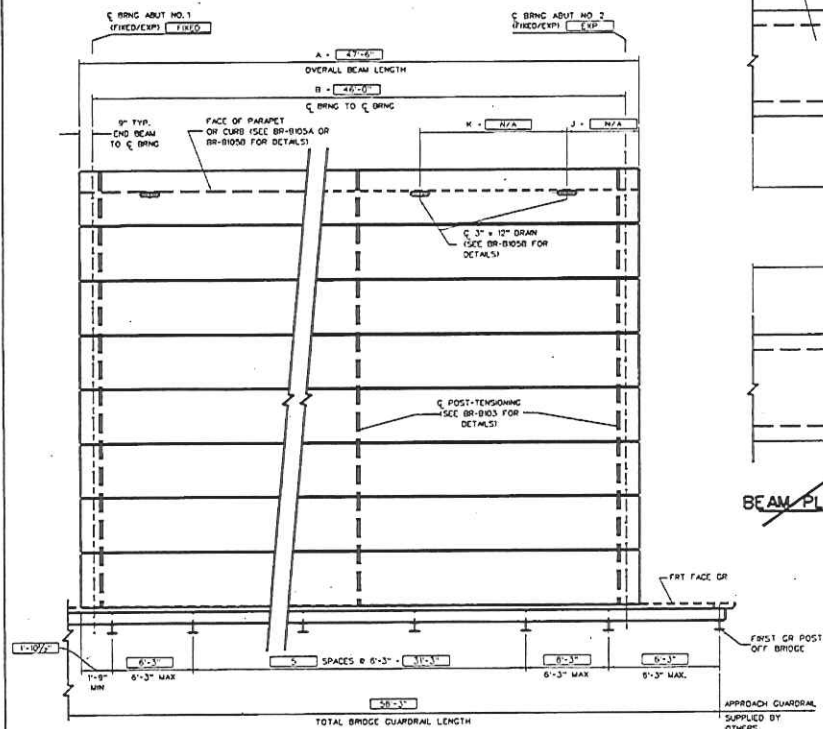 ℄ BRNG ABUT NO. 1
(FIXED/EXP) FIXED
℄ BRNG ABUT NO. 2
(FIXED/EXP) EXP
A = 47'-6"
OVERALL BEAM LENGTH
B = 46'-0"
℄ BRNG TO ℄ BRNG
9" TYP.
END BEAM
TO ℄ BRNG
FACE OF PARAPET
OR CURB (SEE BR-B105A OR
BR-B105B FOR DETAILS)
K = N/A
J = N/A
℄ 3" x 12" DRAIN
(SEE BR-B105B FOR
DETAILS)
℄ POST-TENSIONING
(SEE BR-B103 FOR
DETAILS)
BEAM PL
FRT FACE GR
FIRST GR POST
OFF BRIDGE
1'-10½"
1'-9"
MIN
6'-3"
6'-3" MAX
5 SPACES @ 6'-3" = 31'-3"
6'-3"
6'-3" MAX
6'-3"
6'-3" MAX.
56'-3"
TOTAL BRIDGE GUARDRAIL LENGTH
APPROACH GUARDRAIL
SUPPLIED BY
OTHERS.